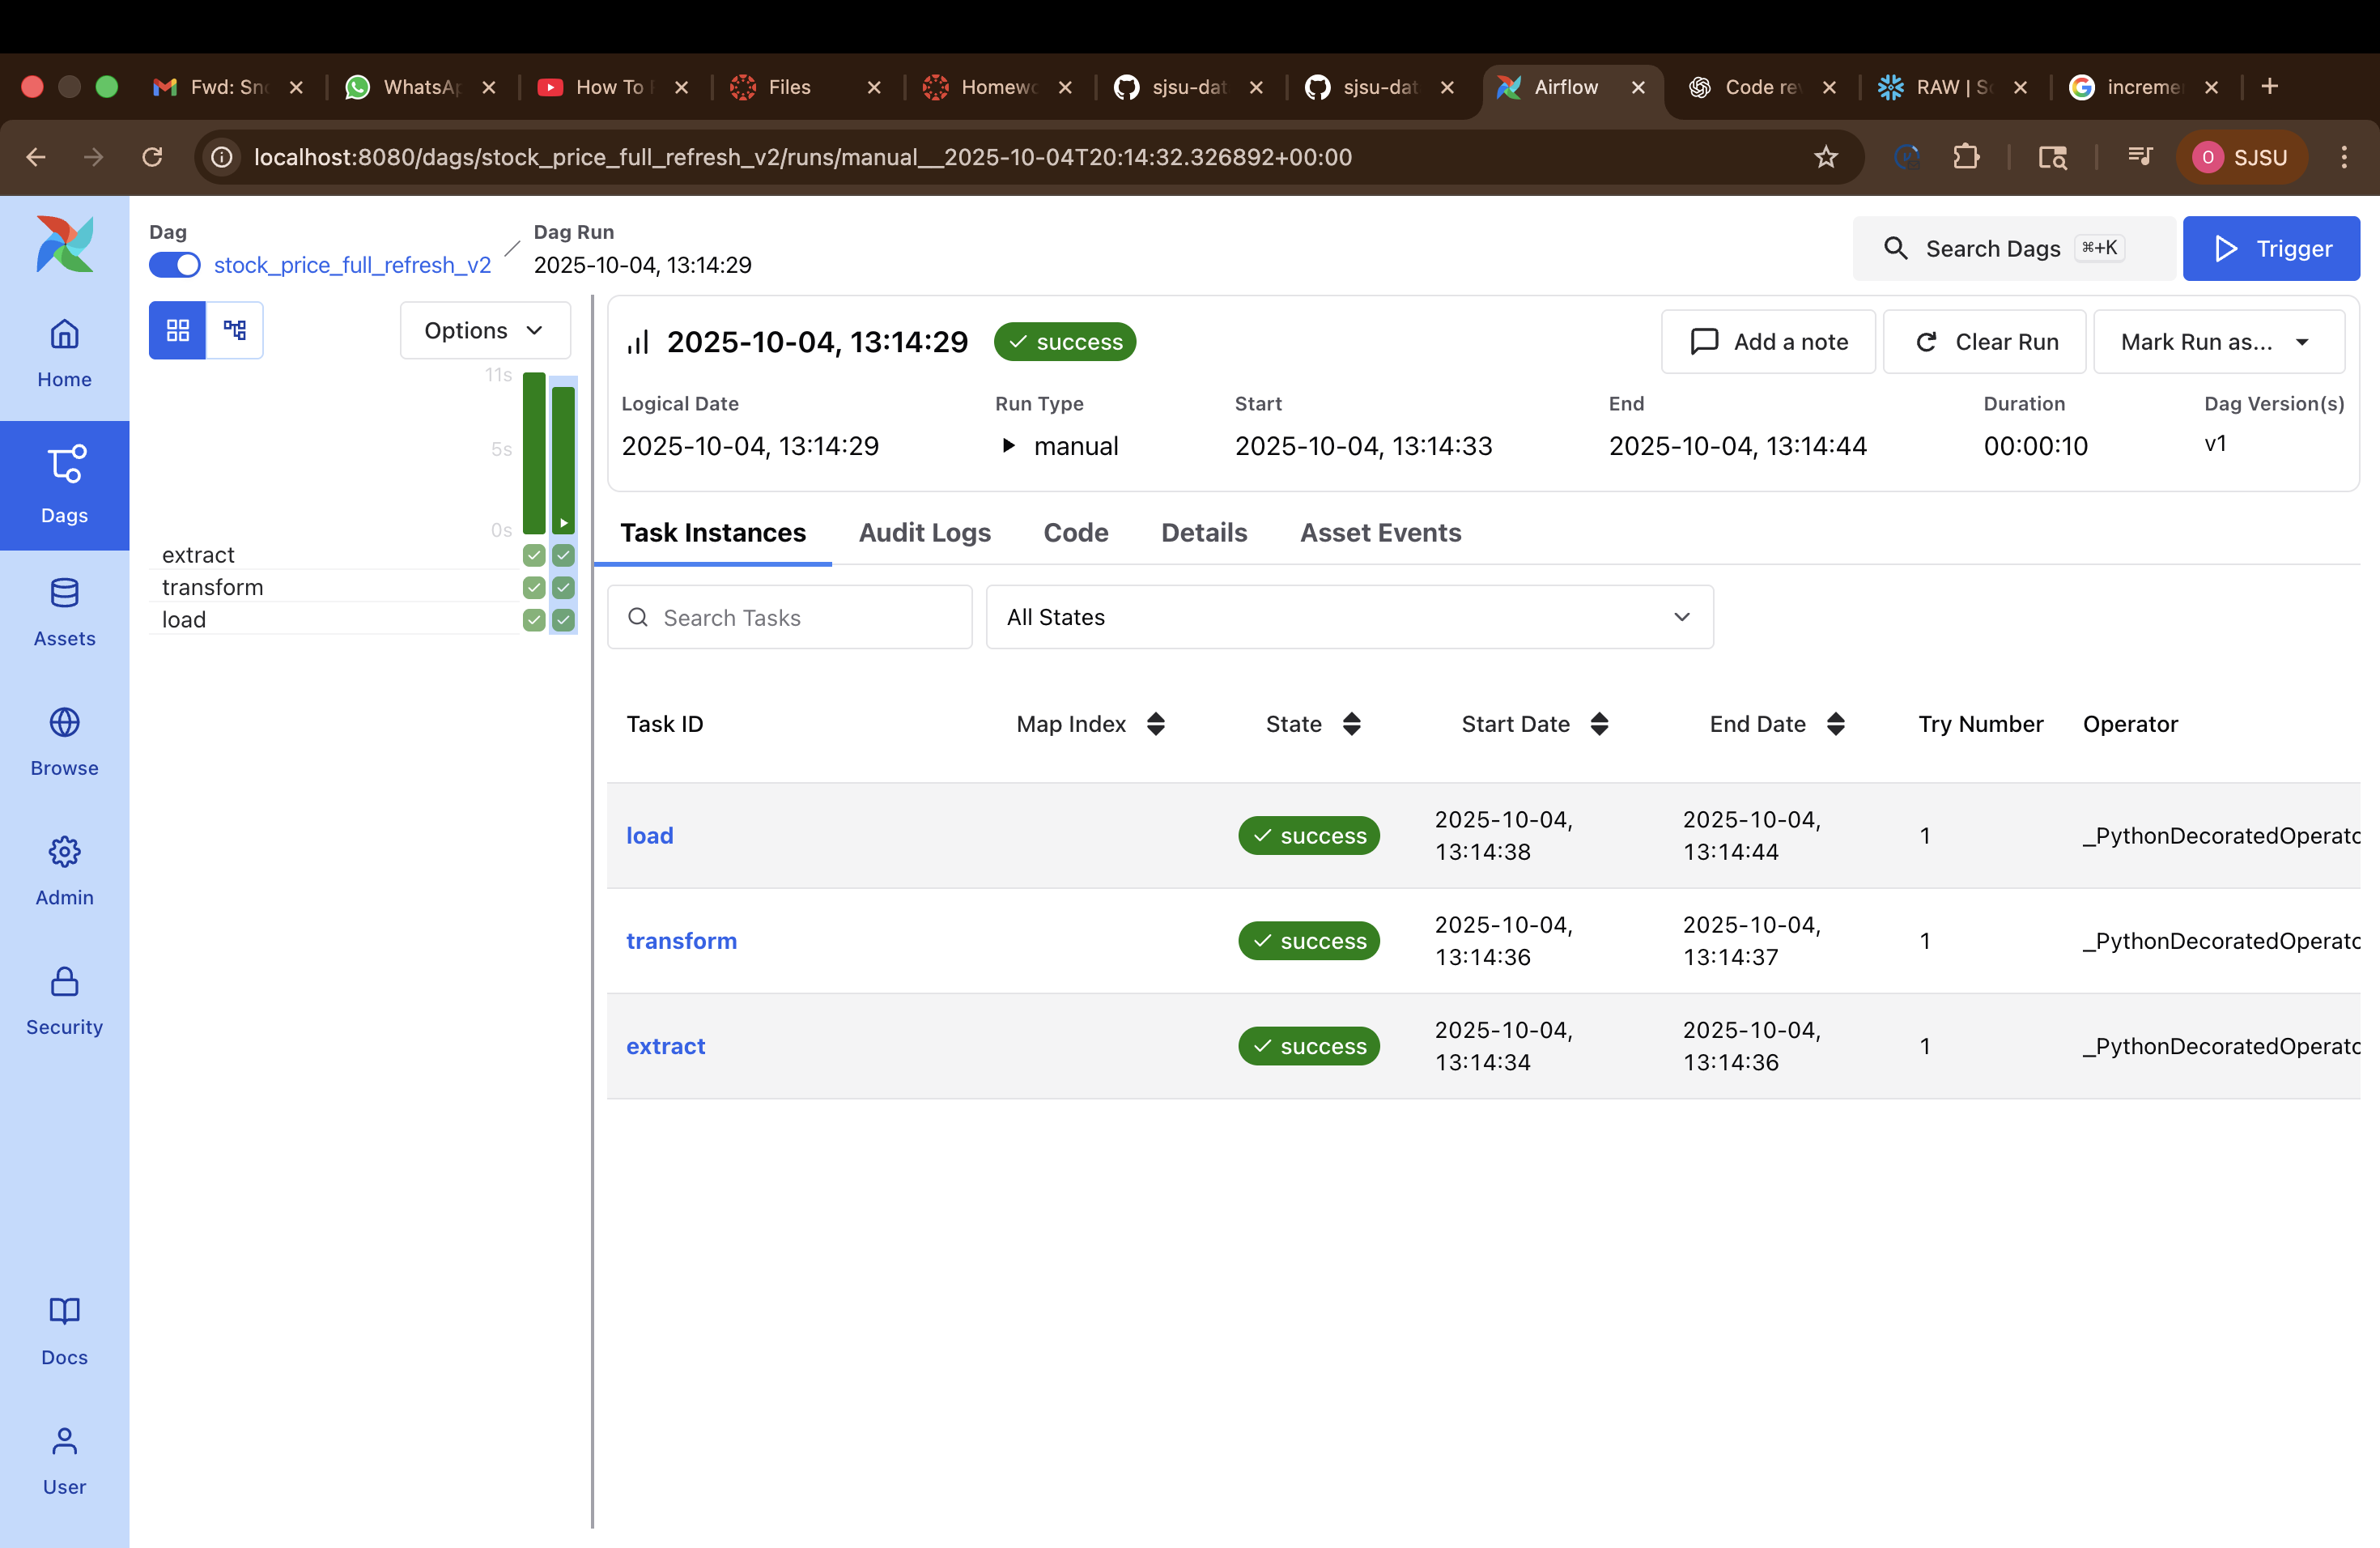 Fwd: Sn
WhatsA
How To
Files
Homew
sjsu-dat
sjsu-dat
Airflow
Code re
RAW | S
increme
localhost:8080/dags/stock_price_full_refresh_v2/runs/manual__2025-10-04T20:14:32.326892+00:00
O SJSU
Home
Dags
Assets
Browse
Admin
Security
Docs
User
Dag
stock_price_full_refresh_v2
Dag Run
2025-10-04, 13:14:29
Search Dags ⌘+K
Trigger
Options
11s
5s
0s
extract
transform
load
2025-10-04, 13:14:29 success
Add a note
Clear Run
Mark Run as...
Logical Date Run Type Start End Duration Dag Version(s)
2025-10-04, 13:14:29 manual 2025-10-04, 13:14:33 2025-10-04, 13:14:44 00:00:10 v1
Task Instances Audit Logs Code Details Asset Events
Search Tasks
All States
Task ID Map Index State Start Date End Date Try Number Operator
load success 2025-10-04, 13:14:38 2025-10-04, 13:14:44 1 _PythonDecoratedOperato
transform success 2025-10-04, 13:14:36 2025-10-04, 13:14:37 1 _PythonDecoratedOperato
extract success 2025-10-04, 13:14:34 2025-10-04, 13:14:36 1 _PythonDecoratedOperato